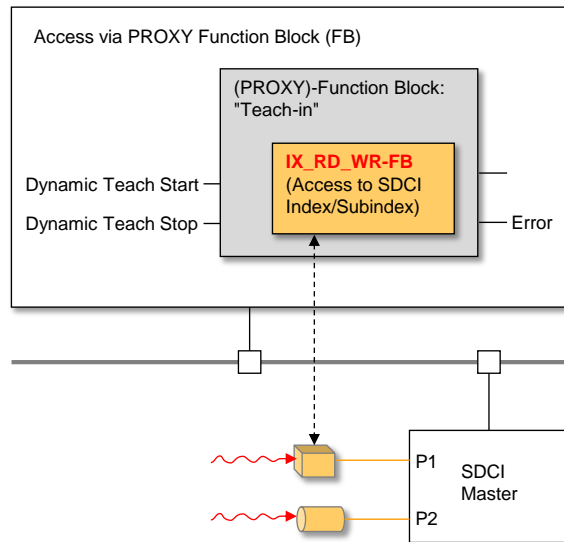 Access via PROXY Function Block (FB)
(PROXY)-Function Block:
"Teach-in"
IX_RD_WR-FB
(Access to SDCI
Index/Subindex)
Dynamic Teach Start
Dynamic Teach Stop
Error
P1
SDCI
Master
P2